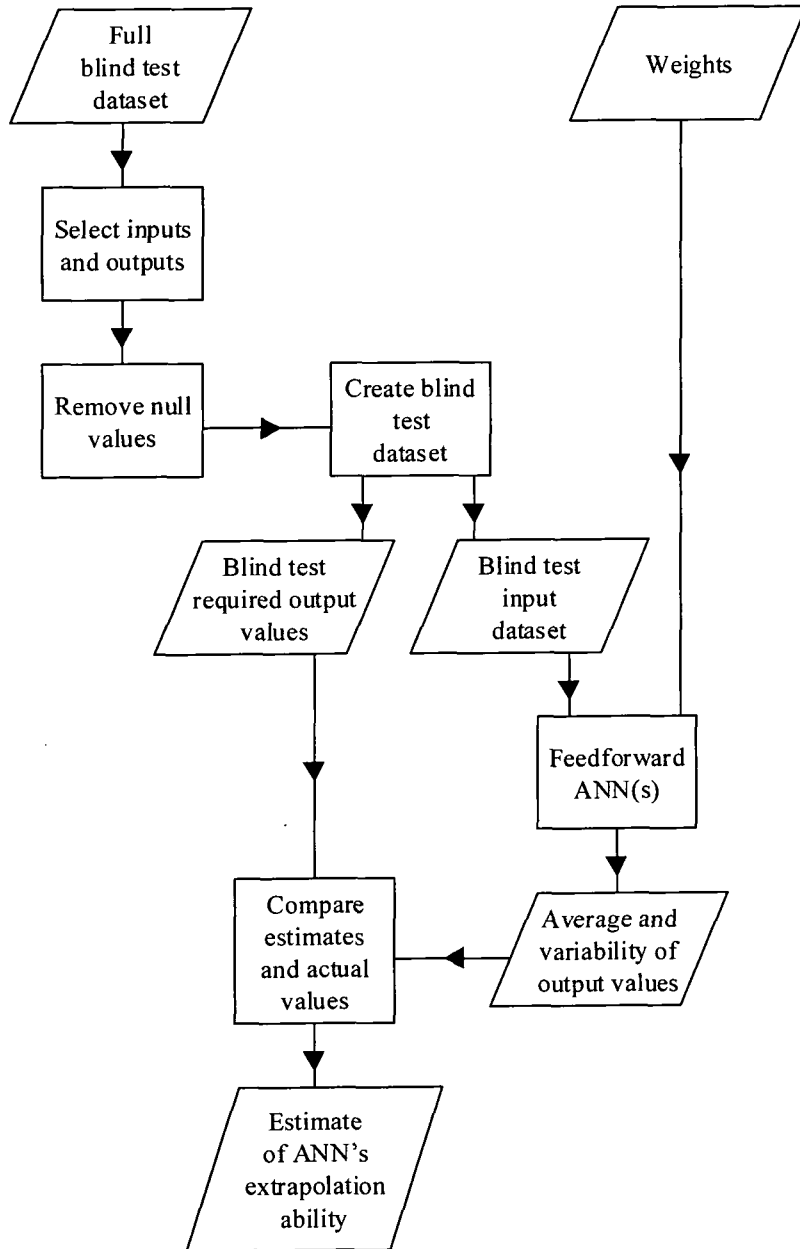 Full
blind test
dataset
Weights
Select inputs
and outputs
Remove null
values
Create blind
test
dataset
Blind test
required output
values
Blind test
input
dataset
Feedforward
ANN(s)
Compare
estimates
and actual
values
Average and
variability of
output values
Estimate
of ANN's
extrapolation
ability